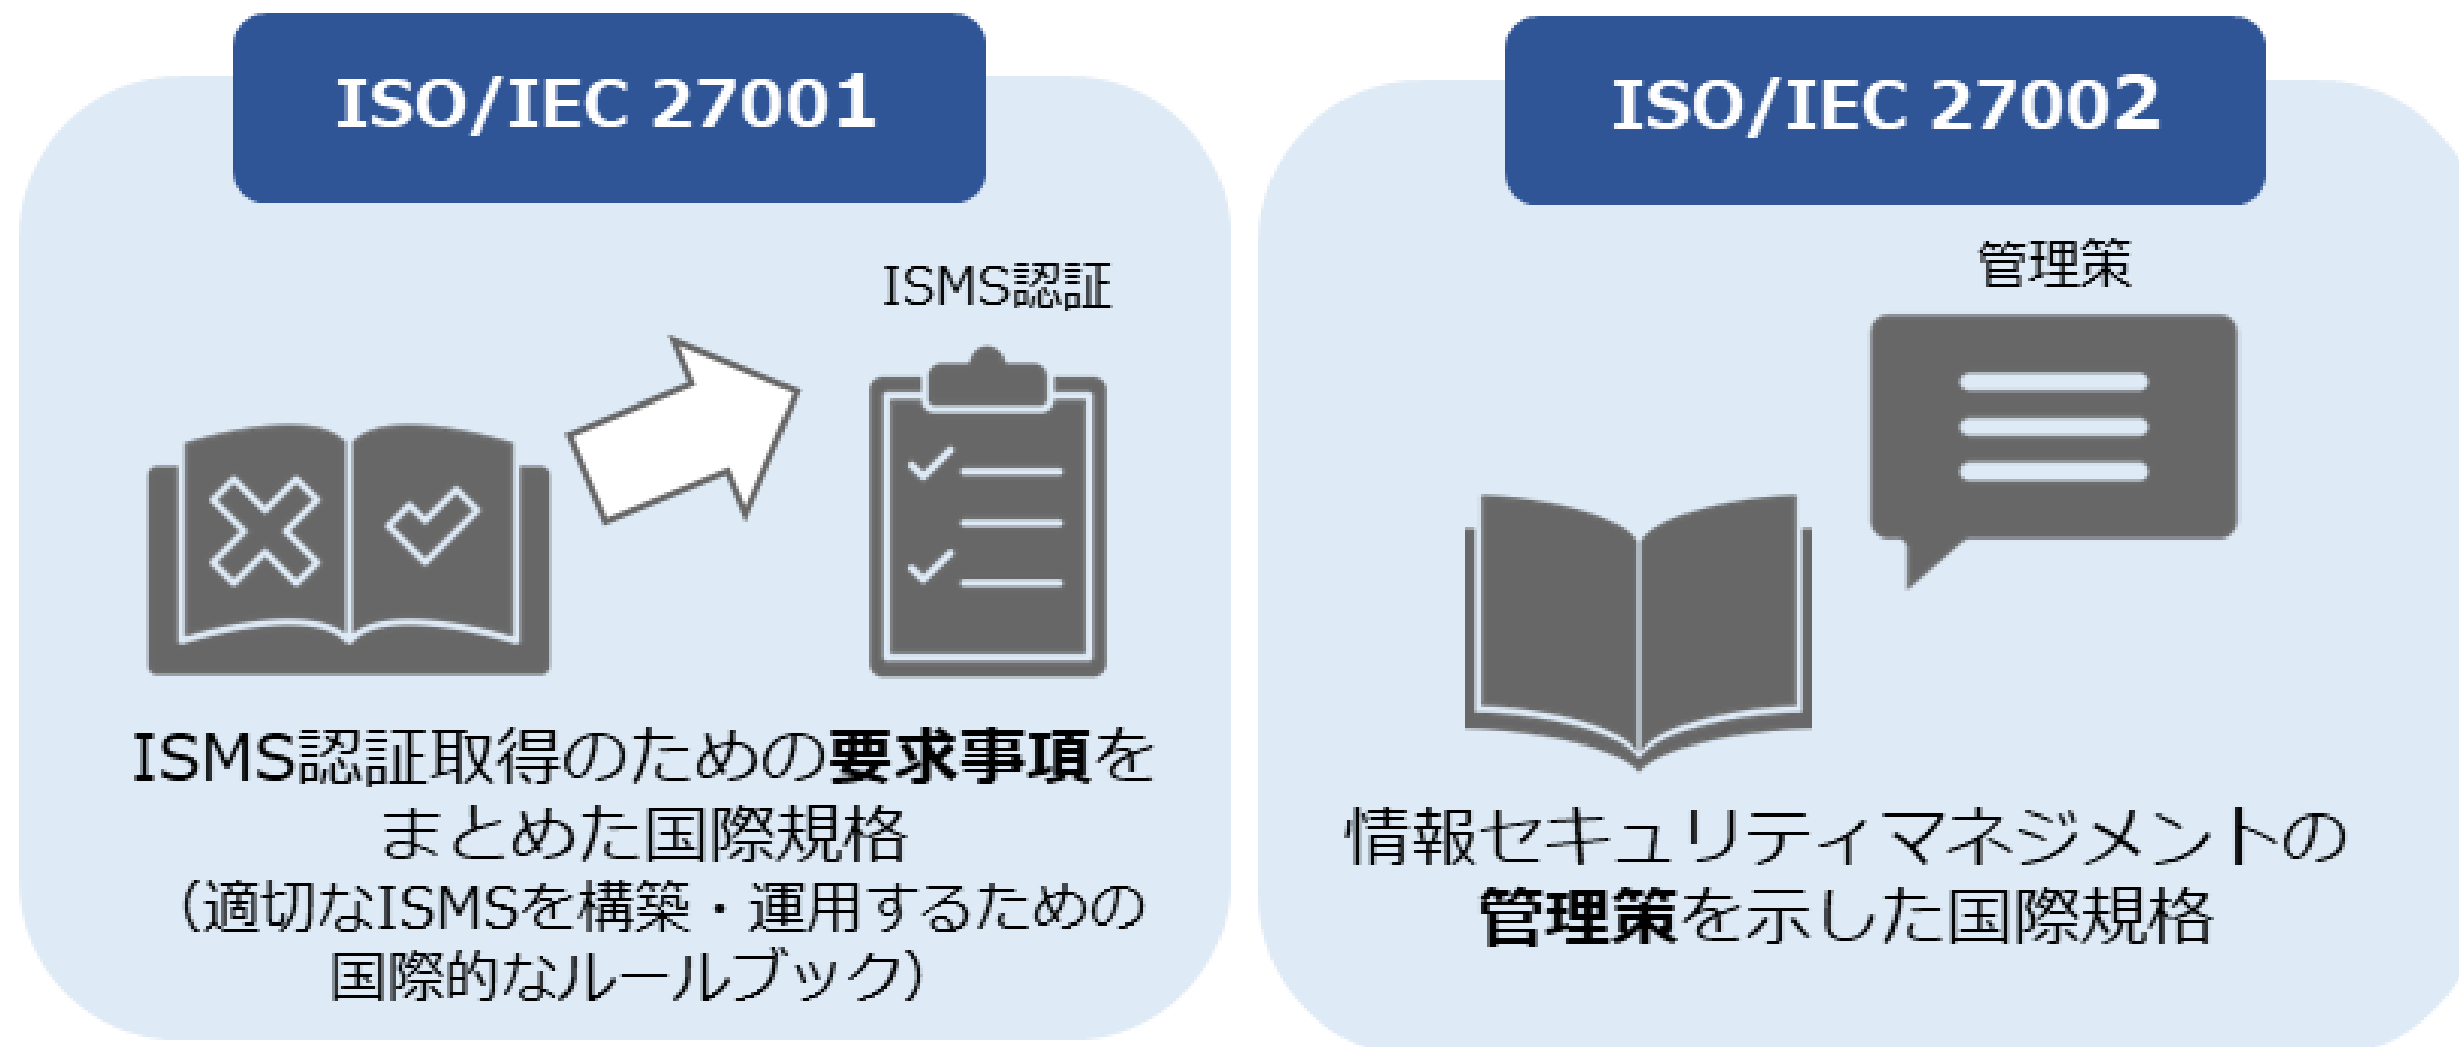 ISO/IEC 27001
ISMS認証
ISMS認証取得のための要求事項を
まとめた国際規格
（適切なISMSを構築・運用するための
国際的なルールブック）
ISO/IEC 27002
管理策
情報セキュリティマネジメントの
管理策を示した国際規格